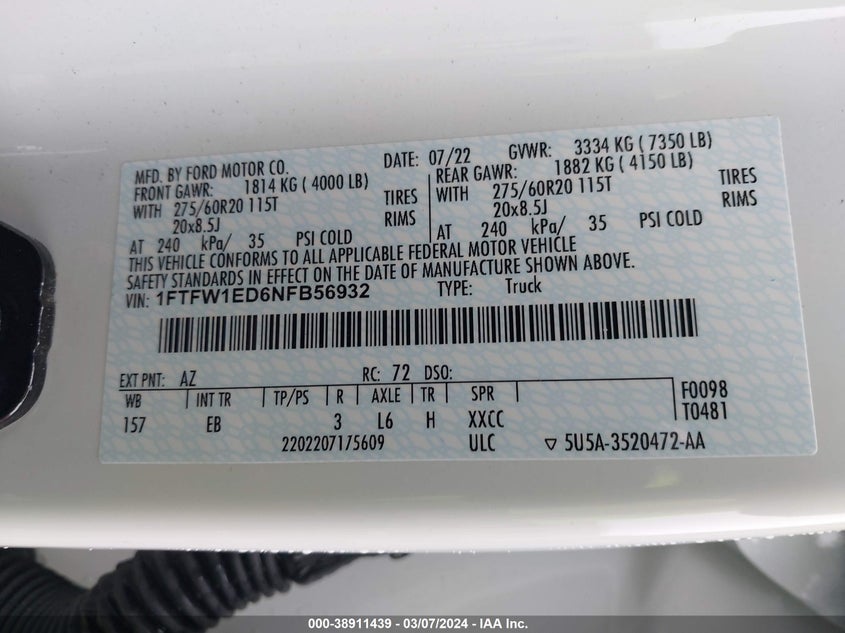 MFD. BY FORD MOTOR CO. DATE: 07/22 GVWR: 3334 KG (7350 LB)
FRONT GAWR: 1814 KG (4000 LB) REAR GAWR: 1882 KG (4150 LB)
WITH 275/60R20 115T TIRES WITH 275/60R20 115T TIRES
20x8.5J RIMS 20x8.5J RIMS
AT 240 kPa/ 35 PSI COLD AT 240 kPa/ 35 PSI COLD
THIS VEHICLE CONFORMS TO ALL APPLICABLE FEDERAL MOTOR VEHICLE
SAFETY STANDARDS IN EFFECT ON THE DATE OF MANUFACTURE SHOWN ABOVE.
VIN: 1FTFW1ED6NFB56932 TYPE: Truck
EXT PNT: AZ RC: 72 DSO:
WB INT TR TP/PS R AXLE TR SPR F0098
157 EB 3 L6 H XXCC T0481
2202207175609 ULC ▽ 5U5A-3520472-AA
000-38911439 - 03/07/2024 - IAA Inc.